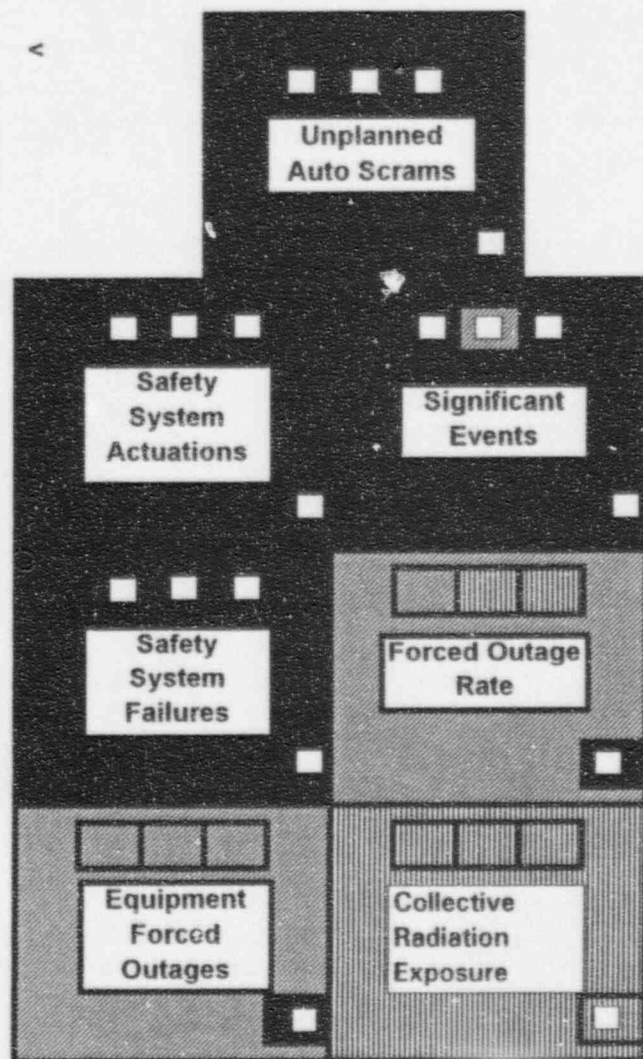 <
Unplanned
Auto Scrams
Safety
System
Actuations
Significant
Events
Safety
System
Failures
Forced Outage
Rate
Equipment
Forced
Outages
Collective
Radiation
Exposure